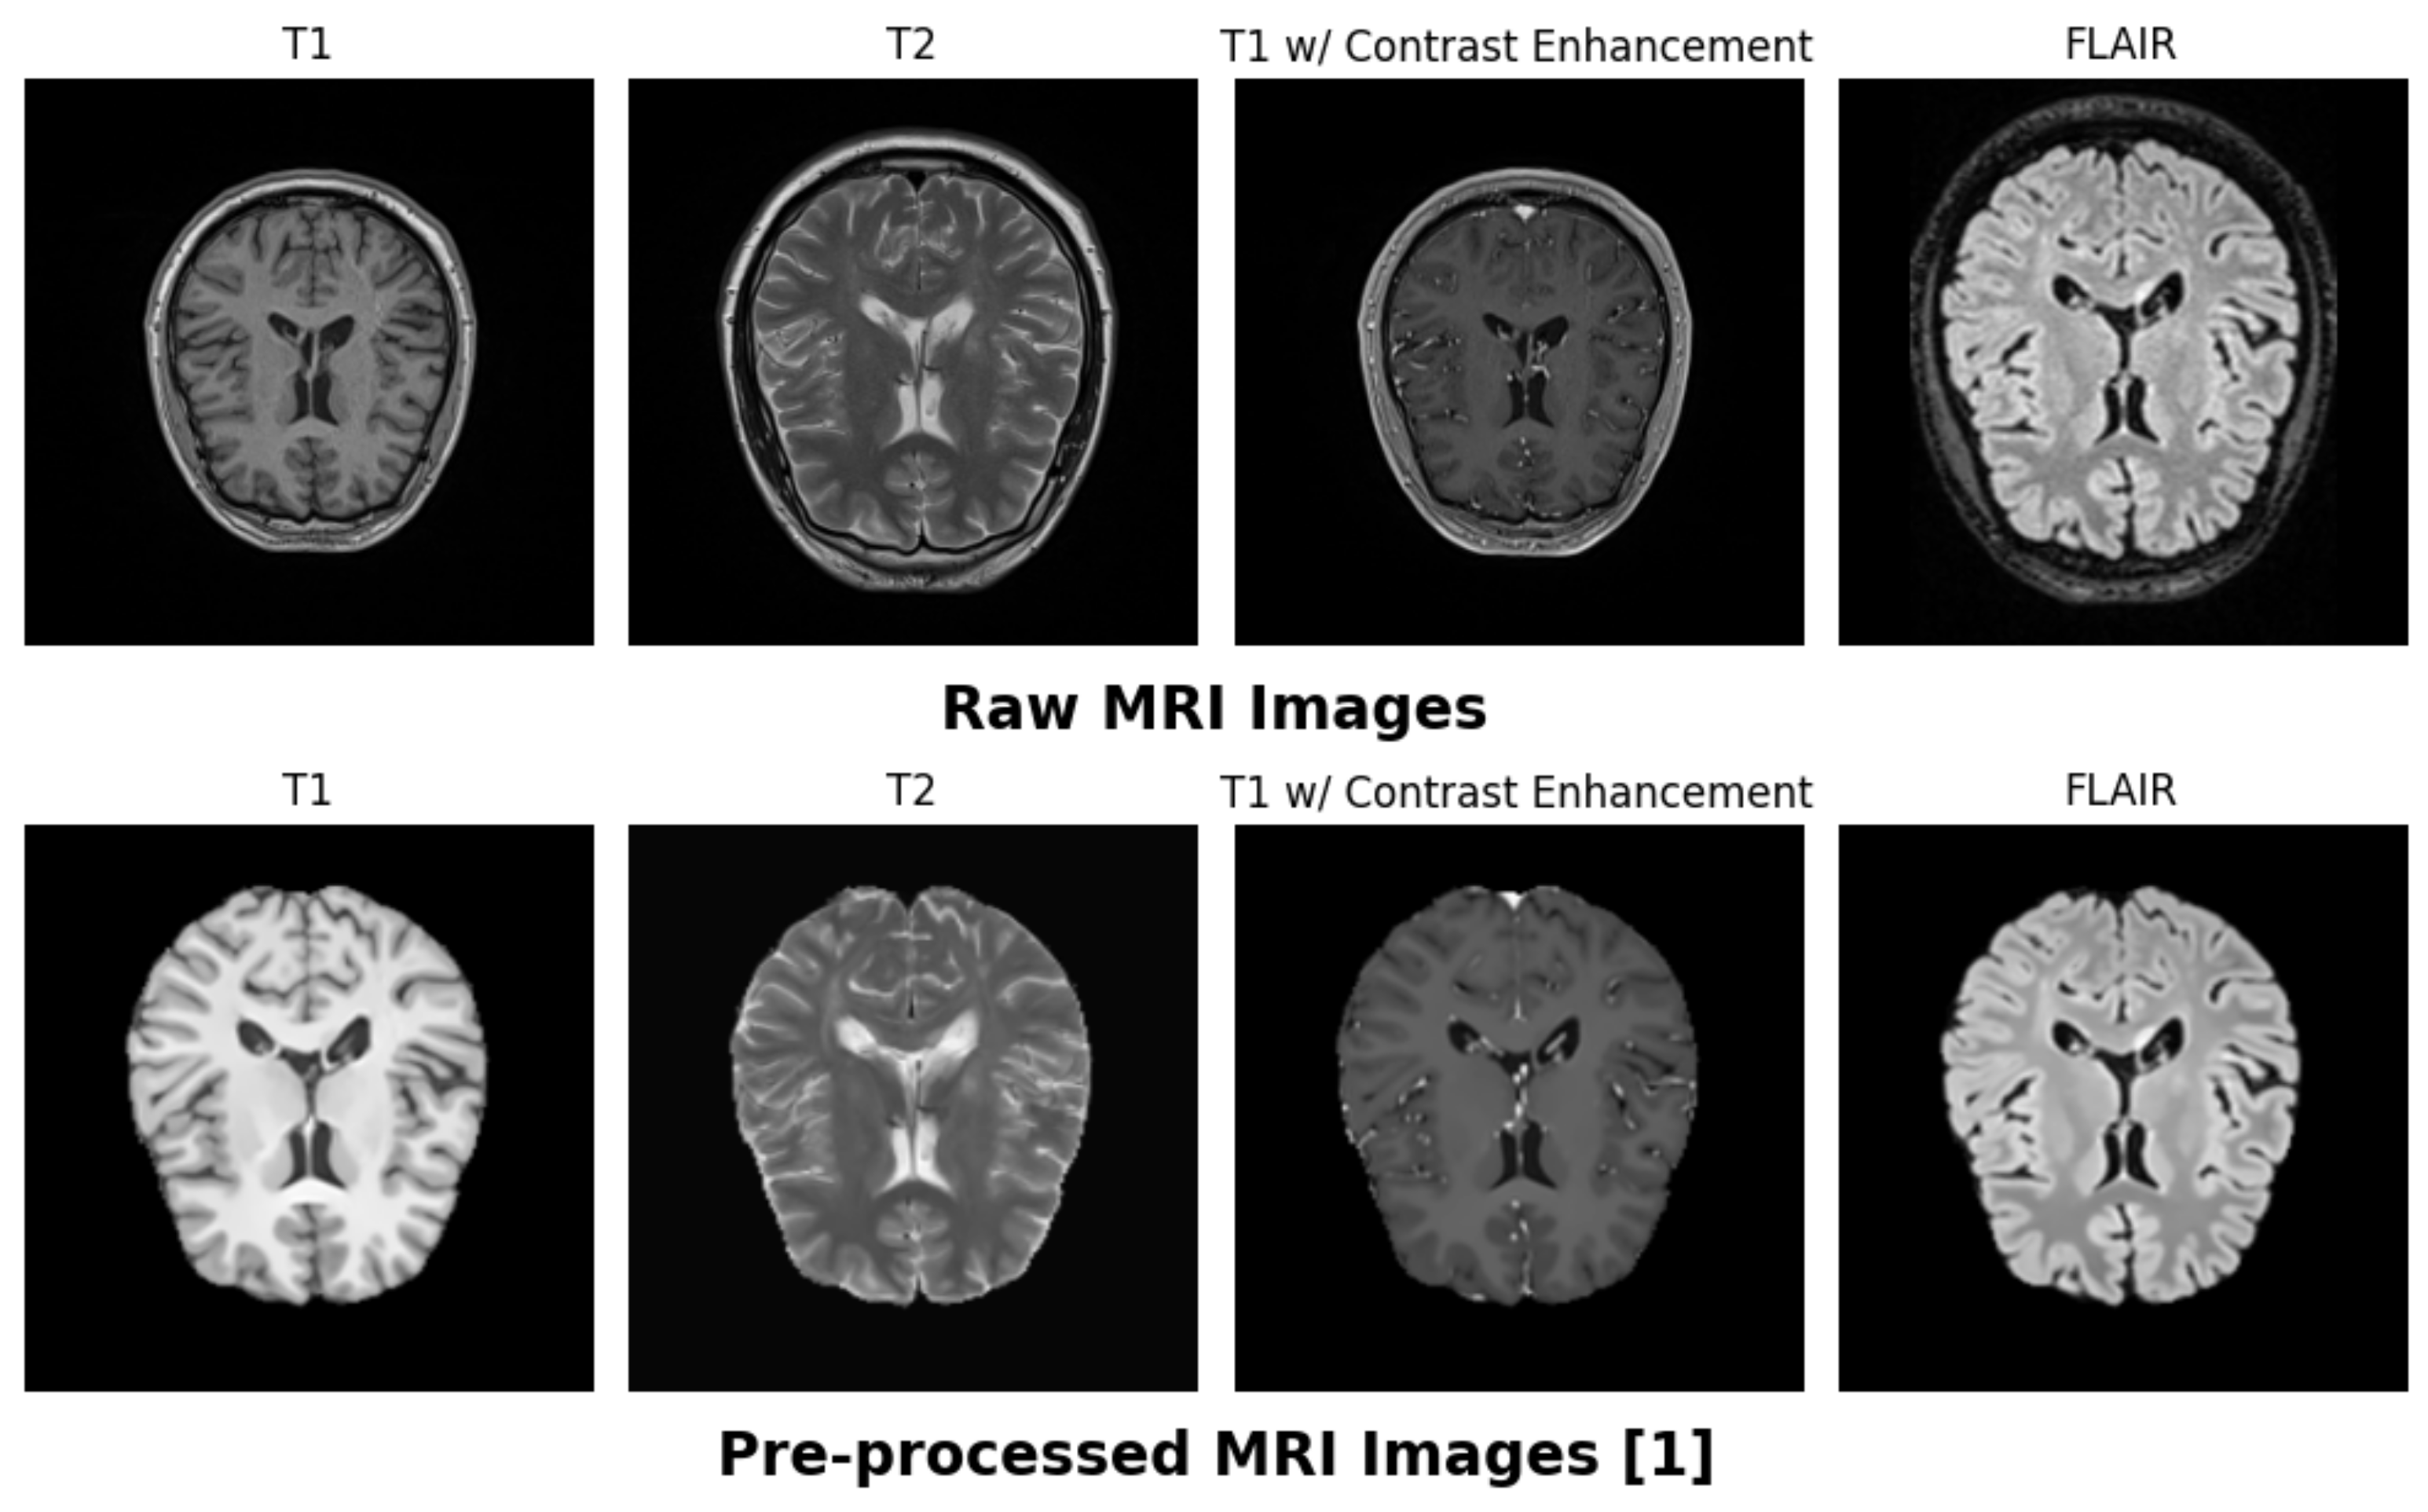 T1 T2 T1 w/ Contrast Enhancement FLAIR
Raw MRI Images
T1 T2 T1 w/ Contrast Enhancement FLAIR
Pre-processed MRI Images [1]